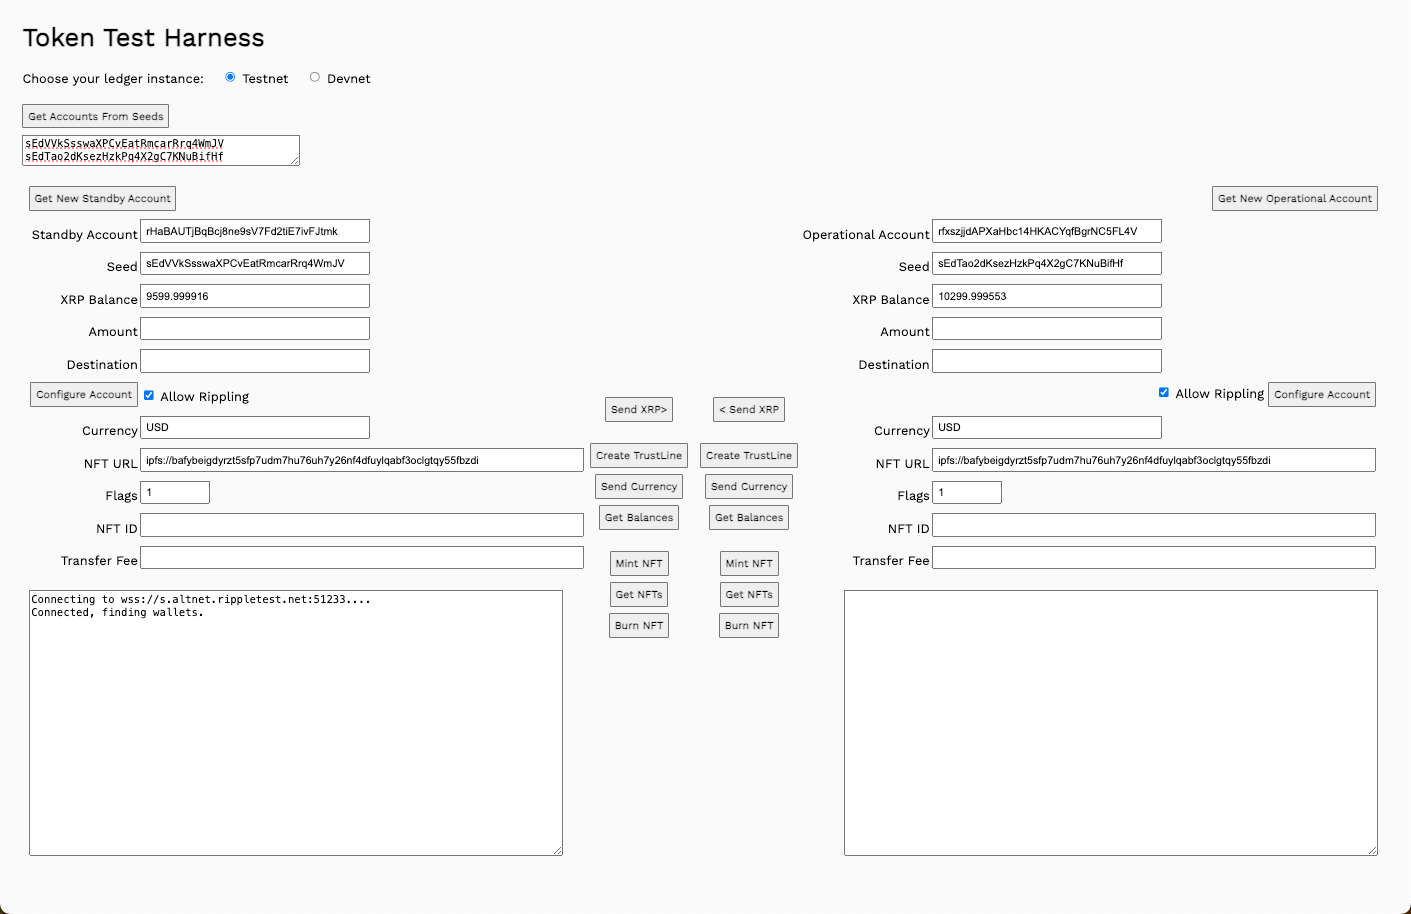 Token Test Harness
Choose your ledger instance: Testnet Devnet
Get Accounts From Seeds
sEdVVkSsswaXPCvEatRmcarRrq4WmJV
sEdTao2dKsezHzkPq4X2gC7KNuBifHf
Get New Standby Account
Get New Operational Account
Standby Account rHaBAUTjBqBcj8ne9sV7Fd2tiE7ivFJtmk
Operational Account rfxszjjdAPXaHbc14HKACYqfBgrNC5FL4V
Seed sEdVVkSsswaXPCvEatRmcarRrq4WmJV
Seed sEdTao2dKsezHzkPq4X2gC7KNuBifHf
XRP Balance 9599.999916
XRP Balance 10299.999553
Amount
Amount
Destination
Destination
Configure Account Allow Rippling
Allow Rippling Configure Account
Send XRP> < Send XRP
Currency USD
Currency USD
Create TrustLine Create TrustLine
NFT URL ipfs://bafybeigdyrzt5sfp7udm7hu76uh7y26nf4dfuylqabf3oclgtqy55fbzdi
NFT URL ipfs://bafybeigdyrzt5sfp7udm7hu76uh7y26nf4dfuylqabf3oclgtqy55fbzdi
Send Currency Send Currency
Flags 1
Flags 1
Get Balances Get Balances
NFT ID
NFT ID
Transfer Fee
Transfer Fee
Mint NFT Mint NFT
Get NFTs Get NFTs
Burn NFT Burn NFT
Connecting to wss://s.altnet.rippletest.net:51233....
Connected, finding wallets.